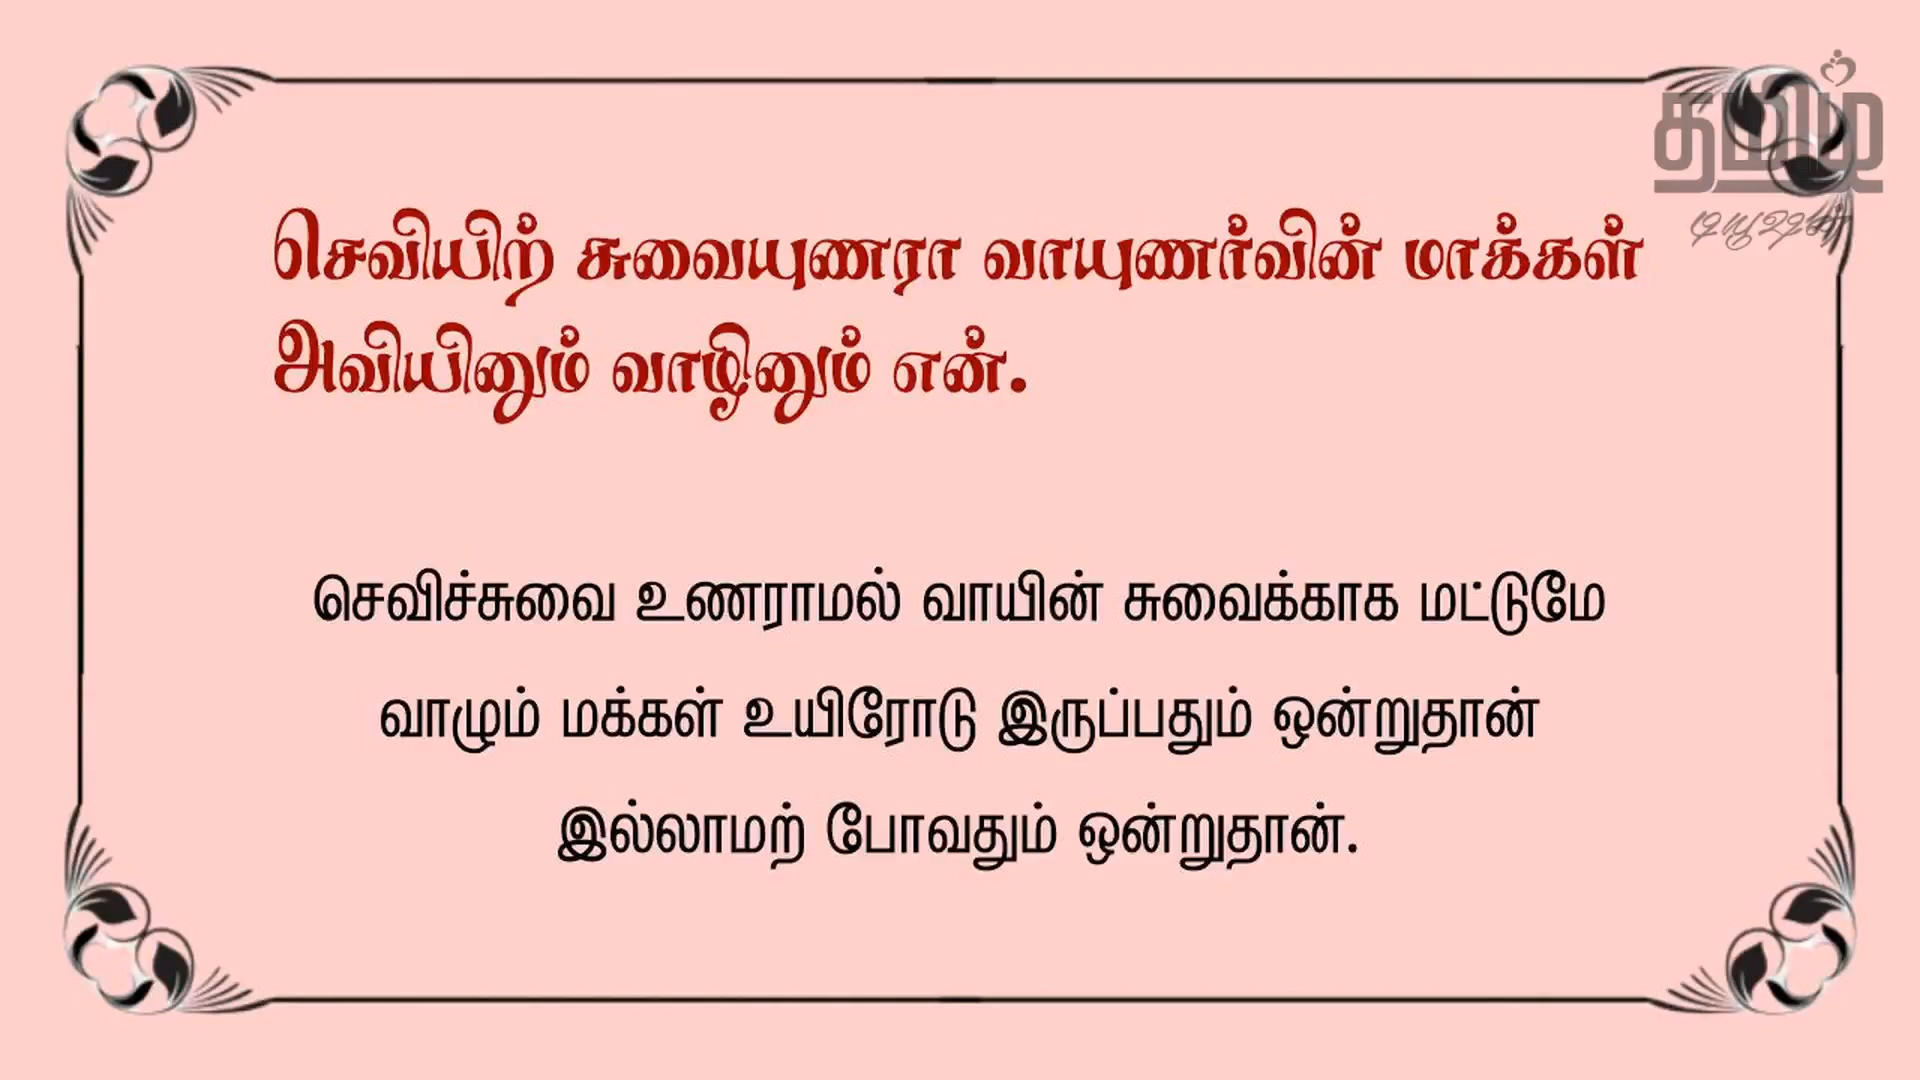 தமிழ்
டியூஷன்
செவியிற் சுவையுணரா வாயுணர்வின் மாக்கள்
அவியினும் வாழினும் என்.
செவிச்சுவை உணராமல் வாயின் சுவைக்காக மட்டுமே
வாழும் மக்கள் உயிரோடு இருப்பதும் ஒன்றுதான்
இல்லாமற் போவதும் ஒன்றுதான்.